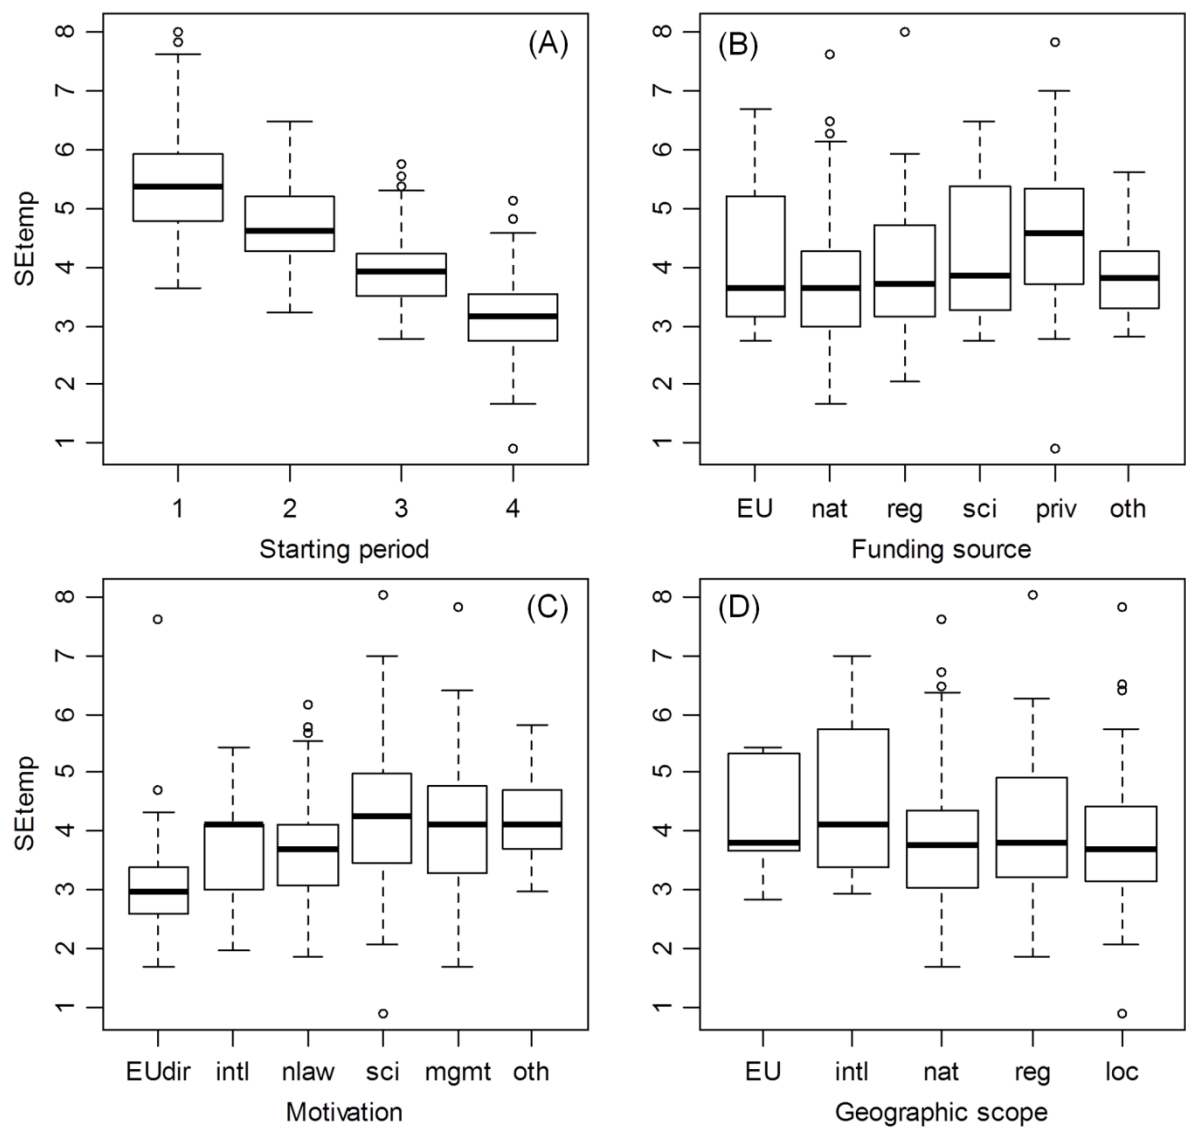 (A)
SEtemp
8
7
6
5
4
3
2
1
1 2 3 4
Starting period
(B)
8
7
6
5
4
3
2
1
EU nat reg sci priv oth
Funding source
(C)
SEtemp
8
7
6
5
4
3
2
1
EUdir intl nlaw sci mgmt oth
Motivation
(D)
8
7
6
5
4
3
2
1
EU intl nat reg loc
Geographic scope